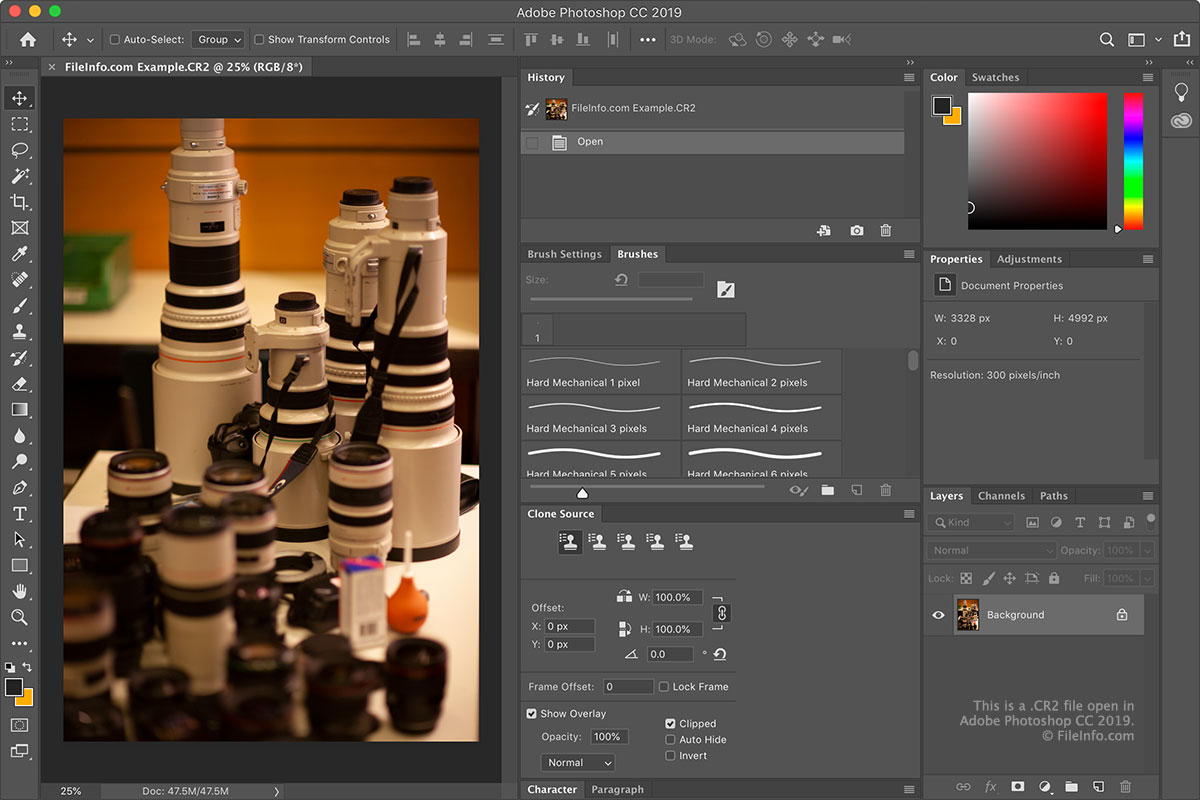 Adobe Photoshop CC 2019
Auto-Select: Group Show Transform Controls 3D Mode:
× FileInfo.com Example.CR2 @ 25% (RGB/8*)
History
FileInfo.com Example.CR2
Open
Brush Settings Brushes
Size:
1
Hard Mechanical 1 pixel Hard Mechanical 2 pixels
Hard Mechanical 3 pixels Hard Mechanical 4 pixels
Hard Mechanical 5 pixels Hard Mechanical 6 pixels
Clone Source
Offset:
W: 100.0%
X: 0 px
H: 100.0%
Y: 0 px
0.0 °
Frame Offset: 0 Lock Frame
Show Overlay
Clipped
Opacity: 100%
Auto Hide
Invert
Normal
Character Paragraph
Color Swatches
Properties Adjustments
Document Properties
W: 3328 px H: 4992 px
X: 0 Y: 0
Resolution: 300 pixels/inch
Layers Channels Paths
Kind
Normal Opacity: 100%
Lock: Fill: 100%
Background
This is a .CR2 file open in
Adobe Photoshop CC 2019.
© FileInfo.com
25% Doc: 47.5M/47.5M